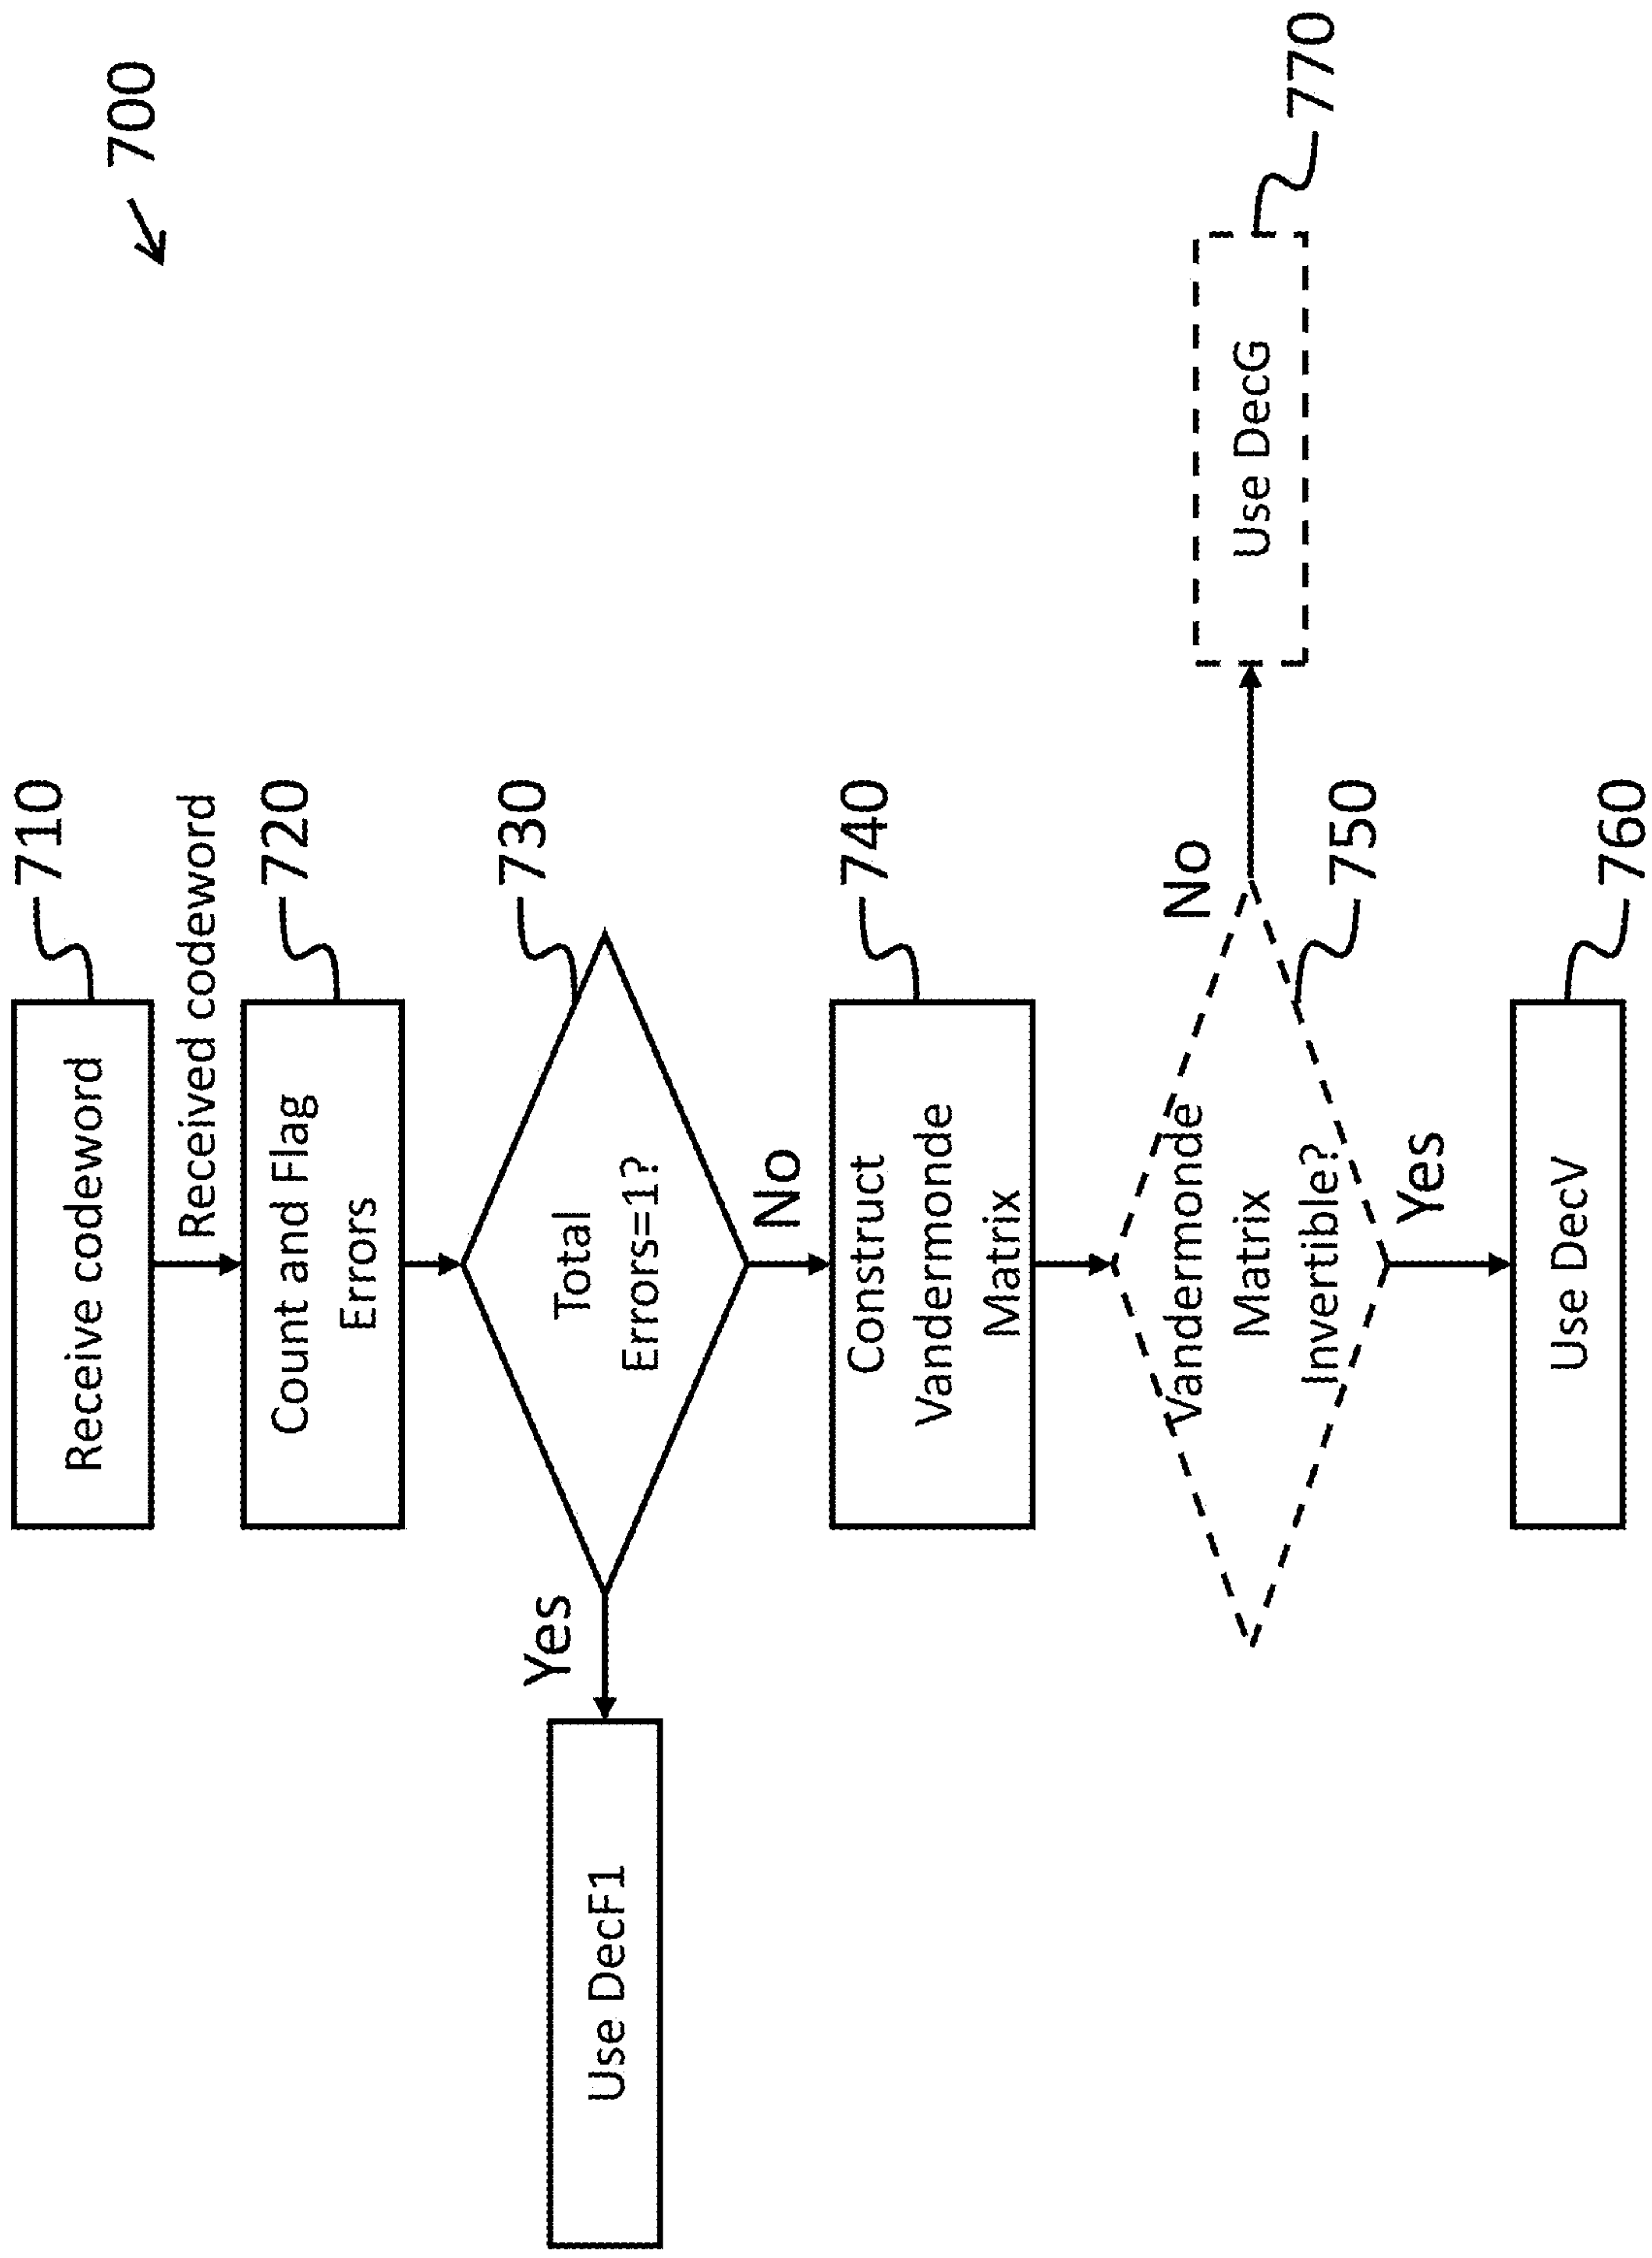 700
Receive codeword
710
Received codeword
Count and Flag
Errors
720
Total
Errors=1?
730
Yes
Use DecF1
No
Construct
Vandermonde
Matrix
740
Vandermonde
Matrix
Invertible?
750
No
Use DecG
770
Yes
Use DecV
760